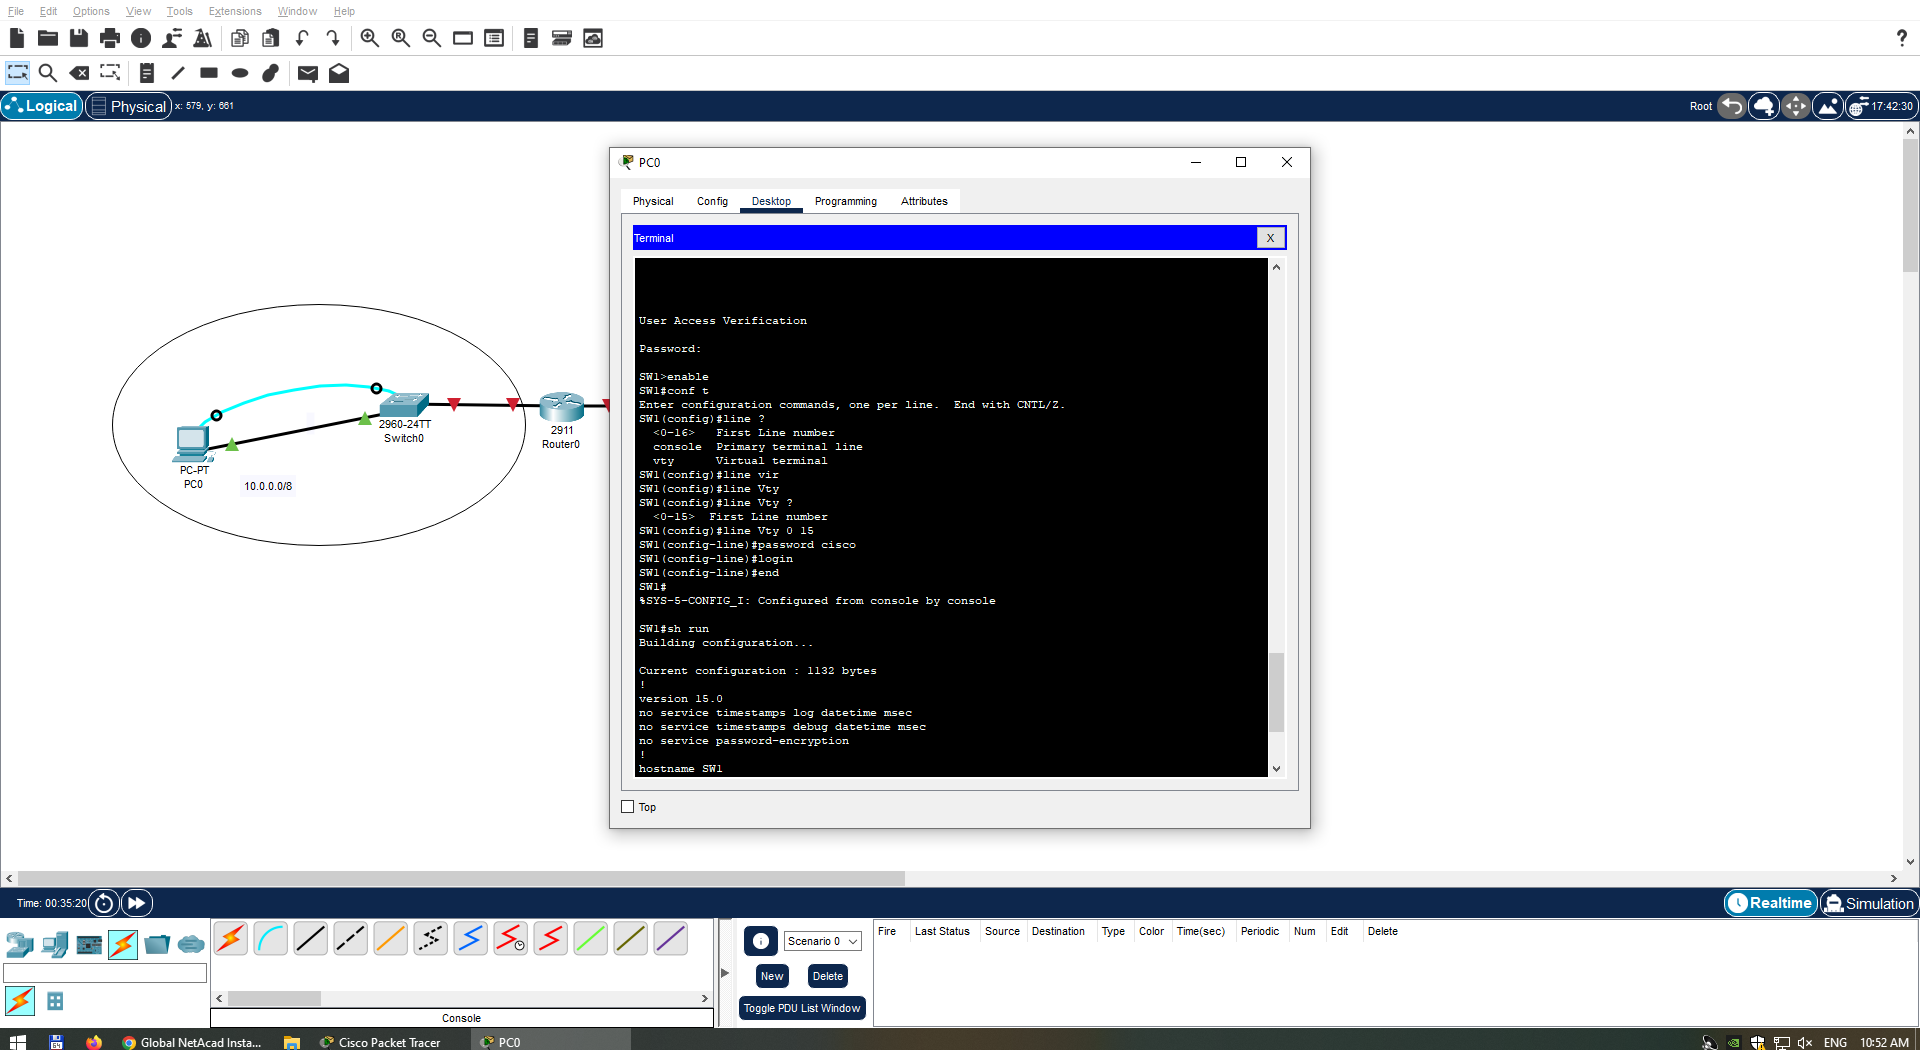 File Edit Options View Tools Extensions Window Help
?
Logical Physical x: 579, y: 661 Root 17:42:30
PC0
Physical Config Desktop Programming Attributes
Terminal X
User Access Verification
Password:
SW1>enable
SW1#conf t
Enter configuration commands, one per line.  End with CNTL/Z.
SW1(config)#line ?
<0-16>   First Line number
console  Primary terminal line
vty      Virtual terminal
SW1(config)#line vir
SW1(config)#line Vty
SW1(config)#line Vty ?
<0-15>  First Line number
SW1(config)#line Vty 0 15
SW1(config-line)#password cisco
SW1(config-line)#login
SW1(config-line)#end
SW1#
%SYS-5-CONFIG_I: Configured from console by console
SW1#sh run
Building configuration...
Current configuration : 1132 bytes
!
version 15.0
no service timestamps log datetime msec
no service timestamps debug datetime msec
no service password-encryption
!
hostname SW1
Top
2960-24TT
Switch0
2911
Router0
PC-PT
PC0
10.0.0.0/8
Time: 00:35:20 Realtime Simulation
Scenario 0
New Delete
Toggle PDU List Window
Fire Last Status Source Destination Type Color Time(sec) Periodic Num Edit Delete
Console
64 Global NetAcad Insta... Cisco Packet Tracer PC0 ENG 10:52 AM